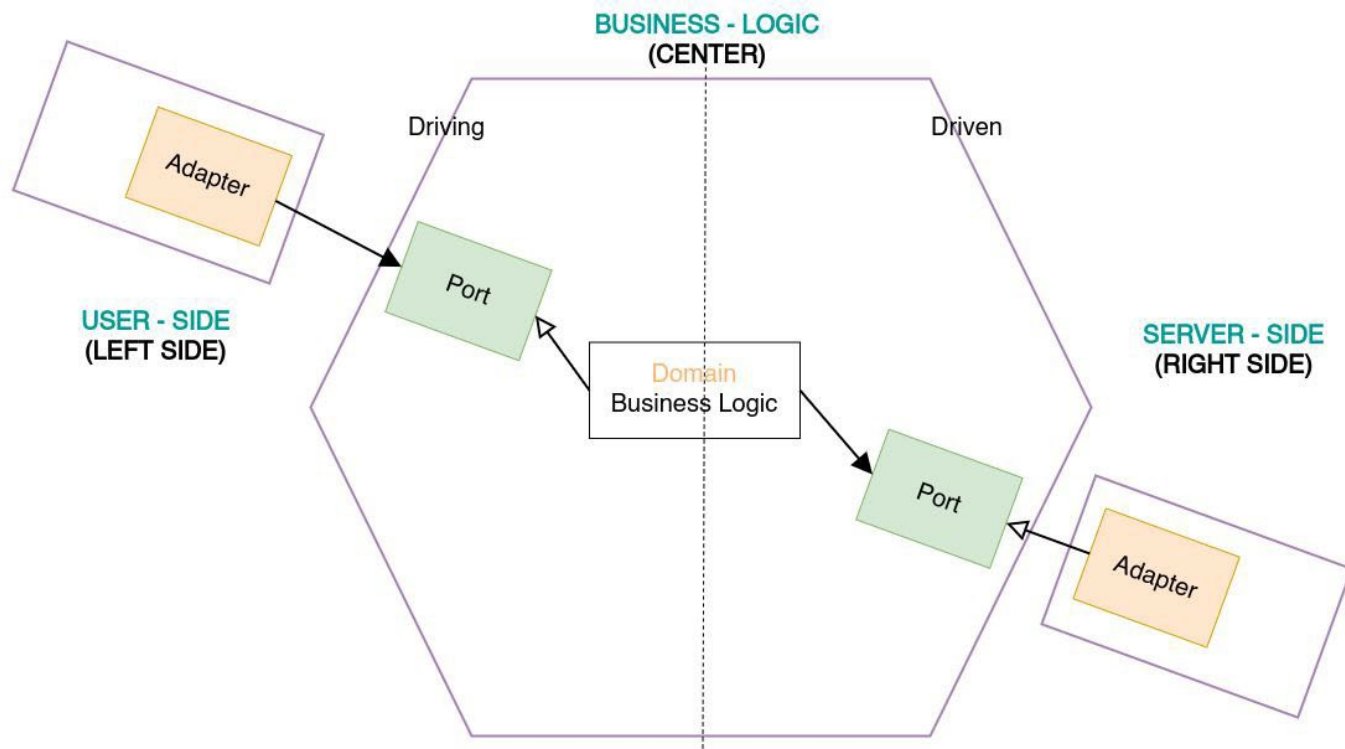 BUSINESS - LOGIC
(CENTER)
Driving
Driven
Adapter
Port
USER - SIDE
(LEFT SIDE)
SERVER - SIDE
(RIGHT SIDE)
Domain
Business Logic
Port
Adapter